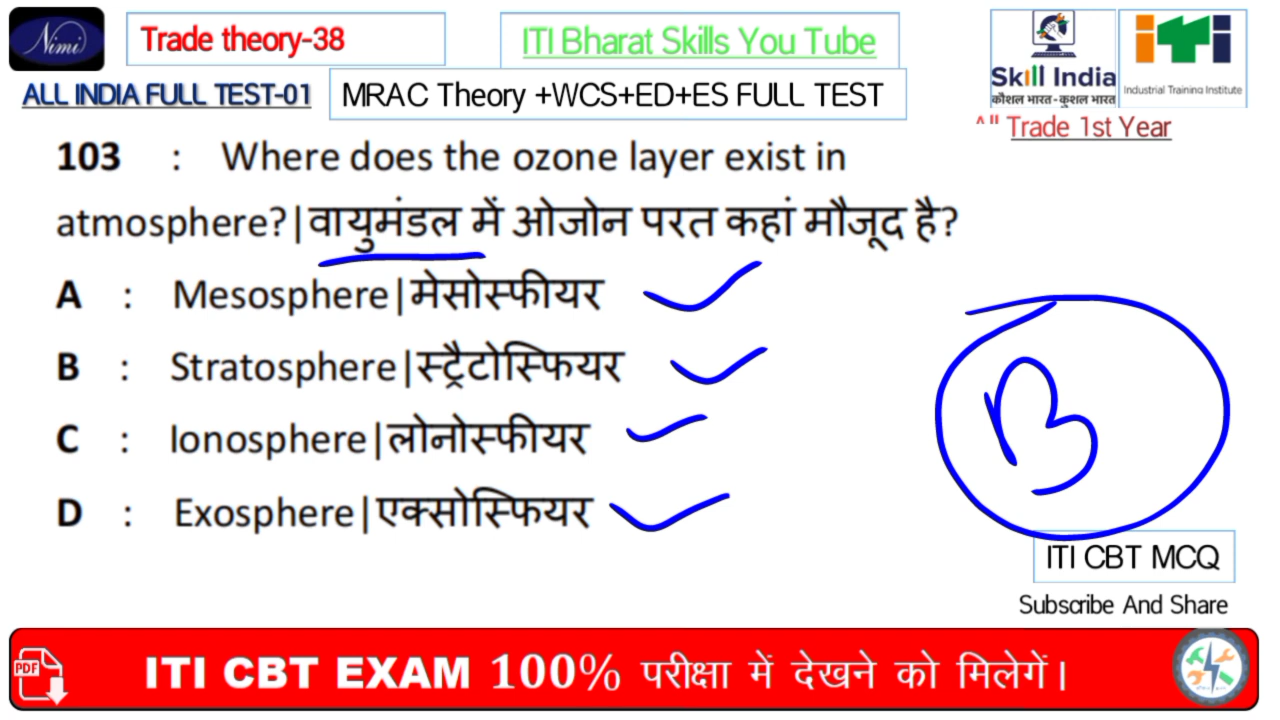 Nimi
Trade theory-38
ITI Bharat Skills You Tube
Skill India
कौशल भारत-कुशल भारत
iTi
Industrial Training Institute
ALL INDIA FULL TEST-01
MRAC Theory +WCS+ED+ES FULL TEST
All Trade 1st Year
103 : Where does the ozone layer exist in
atmosphere?|वायुमंडल में ओजोन परत कहां मौजूद है?
A : Mesosphere|मेसोस्फीयर
B : Stratosphere|स्ट्रैटोस्फियर
C : Ionosphere|लोनोस्फीयर
D : Exosphere|एक्सोस्फियर
B
ITI CBT MCQ
Subscribe And Share
PDF
ITI CBT EXAM 100% परीक्षा में देखने को मिलेगें।